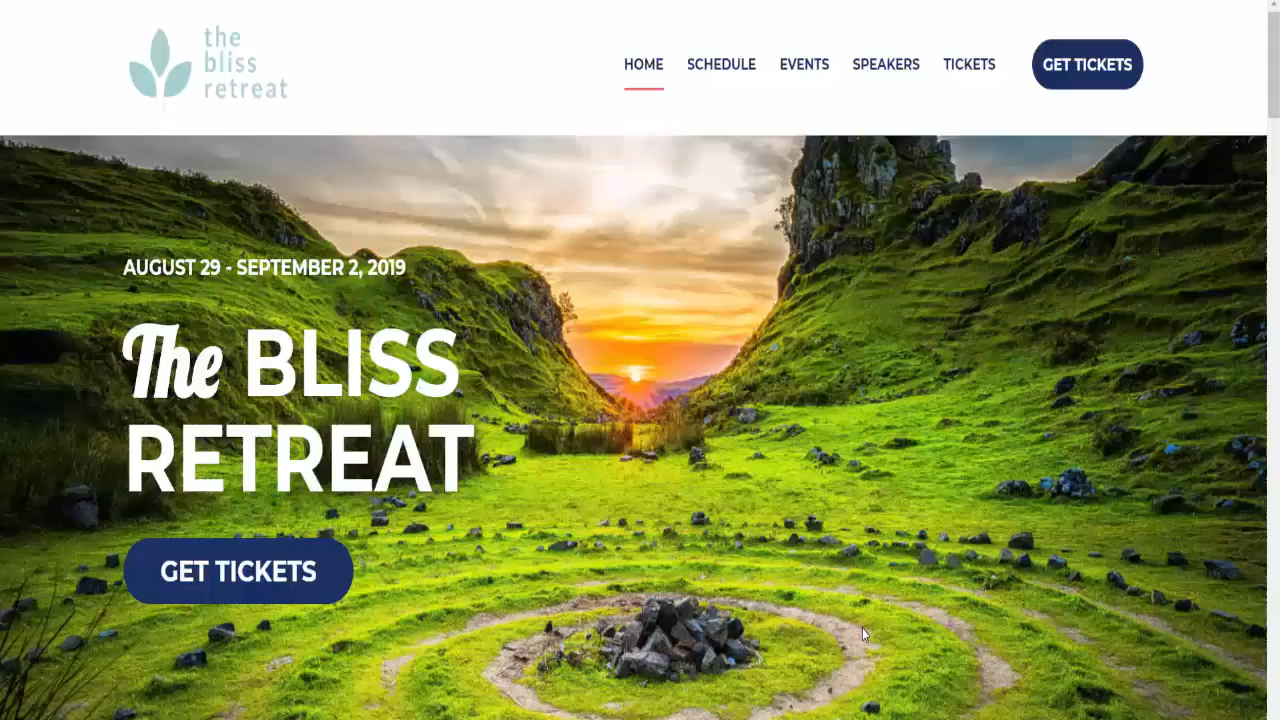 the
bliss
retreat
HOME SCHEDULE EVENTS SPEAKERS TICKETS GET TICKETS
AUGUST 29 - SEPTEMBER 2, 2019
The BLISS
RETREAT
GET TICKETS